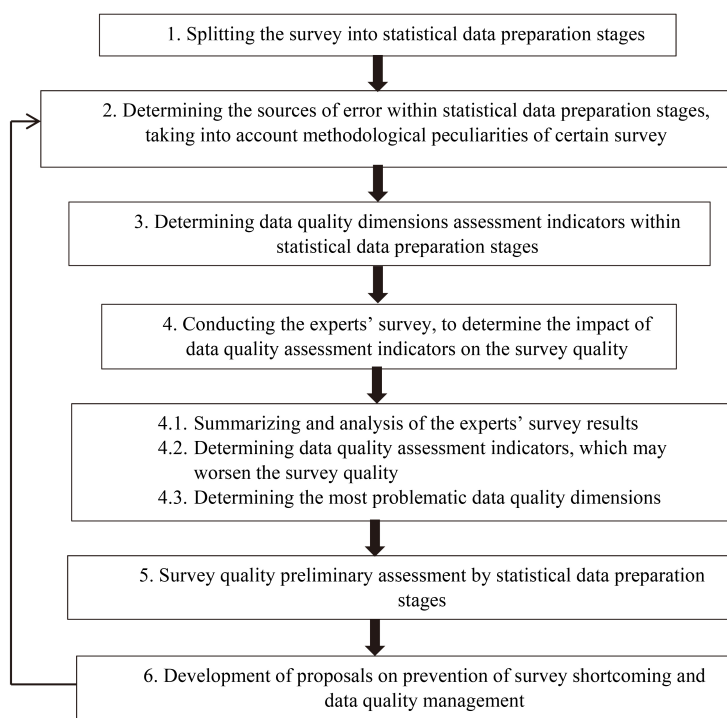 1. Splitting the survey into statistical data preparation stages
2. Determining the sources of error within statistical data preparation stages,
taking into account methodological peculiarities of certain survey
3. Determining data quality dimensions assessment indicators within
statistical data preparation stages
4. Conducting the experts’ survey, to determine the impact of
data quality assessment indicators on the survey quality
4.1. Summarizing and analysis of the experts’ survey results
4.2. Determining data quality assessment indicators, which may
worsen the survey quality
4.3. Determining the most problematic data quality dimensions
5. Survey quality preliminary assessment by statistical data preparation
stages
6. Development of proposals on prevention of survey shortcoming and
data quality management